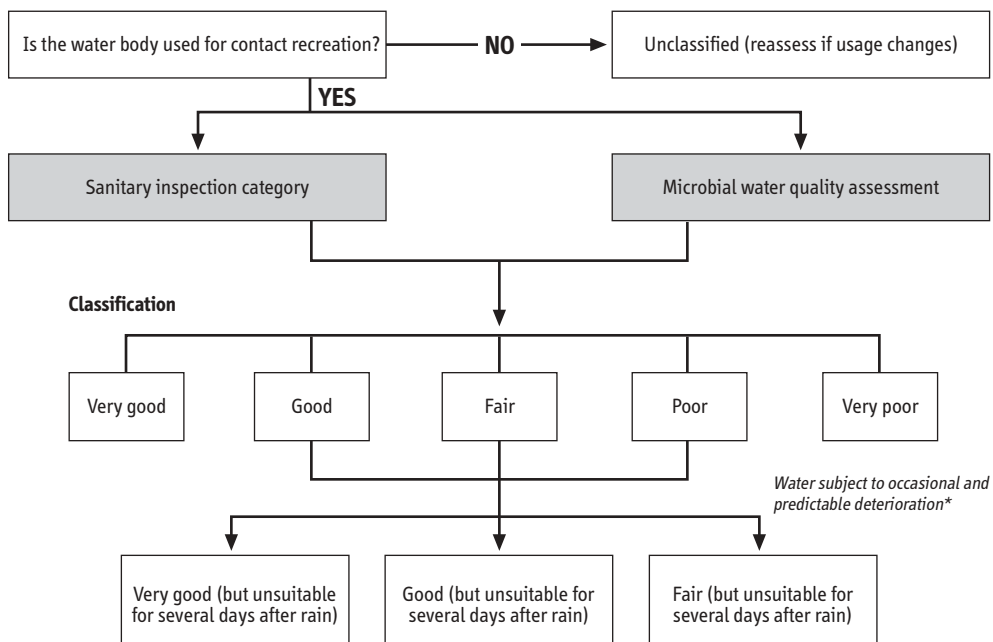 Is the water body used for contact recreation?
NO
Unclassified (reassess if usage changes)
YES
Sanitary inspection category
Microbial water quality assessment
Classification
Very good
Good
Fair
Poor
Very poor
Water subject to occasional and
predictable deterioration*
Very good (but unsuitable
for several days after rain)
Good (but unsuitable for
several days after rain)
Fair (but unsuitable for
several days after rain)